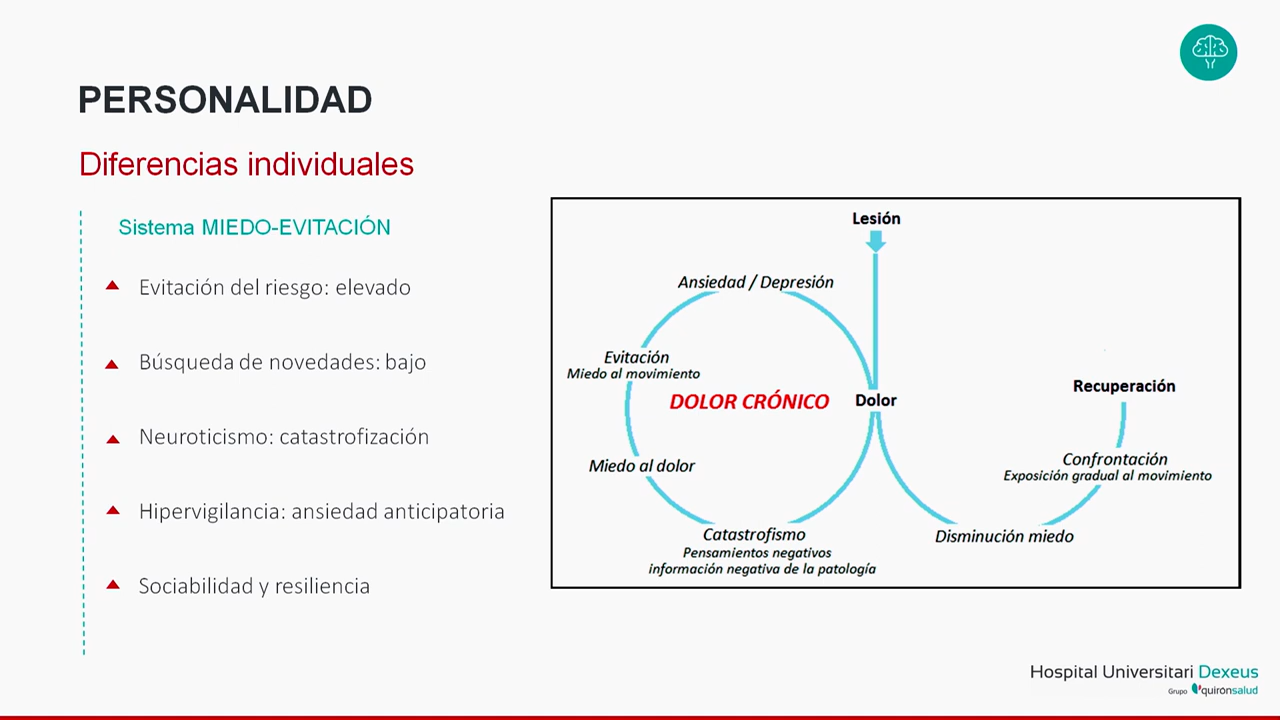 PERSONALIDAD
Diferencias individuales
Sistema MIEDO-EVITACIÓN
Evitación del riesgo: elevado
Búsqueda de novedades: bajo
Neuroticismo: catastrofización
Hipervigilancia: ansiedad anticipatoria
Sociabilidad y resiliencia
Lesión
Ansiedad / Depresión
Evitación
Miedo al movimiento
DOLOR CRÓNICO
Dolor
Miedo al dolor
Catastrofismo
Pensamientos negativos
información negativa de la patología
Recuperación
Confrontación
Exposición gradual al movimiento
Disminución miedo
Hospital Universitari Dexeus
Grupo quirónsalud